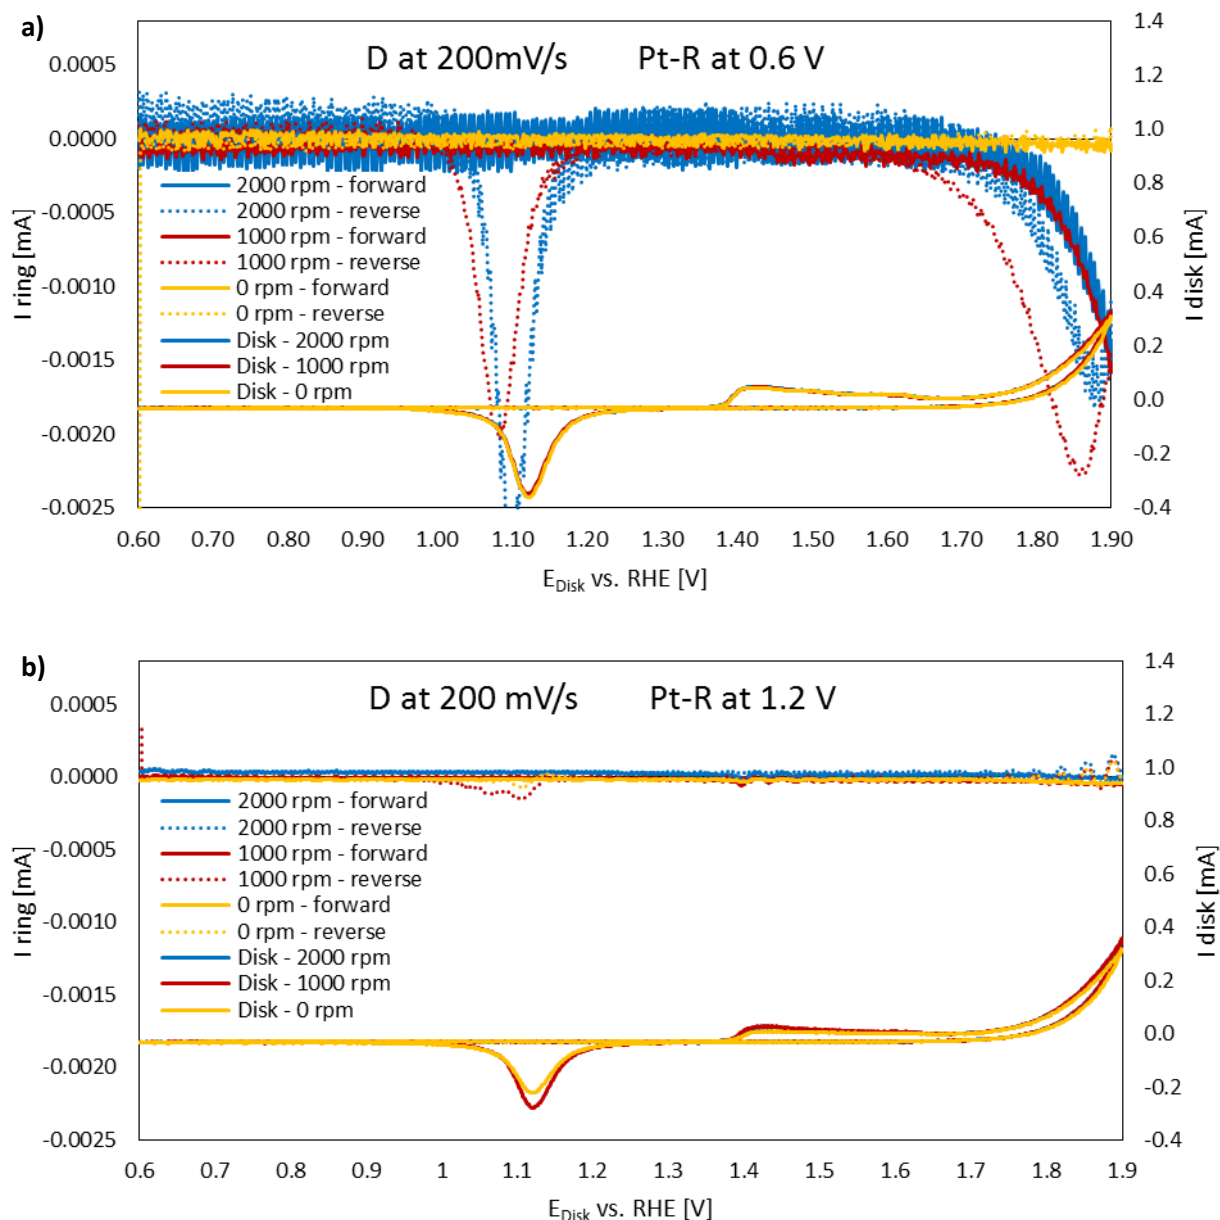 a)
D at 200mV/s Pt-R at 0.6 V
I ring [mA]
0.0005
0.0000
-0.0005
-0.0010
-0.0015
-0.0020
-0.0025
2000 rpm - forward
2000 rpm - reverse
1000 rpm - forward
1000 rpm - reverse
0 rpm - forward
0 rpm - reverse
Disk - 2000 rpm
Disk - 1000 rpm
Disk - 0 rpm
1.4
1.2
1.0
0.8
0.6
0.4
0.2
0.0
-0.2
-0.4
I disk [mA]
0.60 0.70 0.80 0.90 1.00 1.10 1.20 1.30 1.40 1.50 1.60 1.70 1.80 1.90
EDisk vs. RHE [V]
b)
D at 200 mV/s Pt-R at 1.2 V
I ring [mA]
0.0005
0.0000
-0.0005
-0.0010
-0.0015
-0.0020
-0.0025
2000 rpm - forward
2000 rpm - reverse
1000 rpm - forward
1000 rpm - reverse
0 rpm - forward
0 rpm - reverse
Disk - 2000 rpm
Disk - 1000 rpm
Disk - 0 rpm
1.4
1.2
1.0
0.8
0.6
0.4
0.2
0.0
-0.2
-0.4
I disk [mA]
0.6 0.7 0.8 0.9 1 1.1 1.2 1.3 1.4 1.5 1.6 1.7 1.8 1.9
EDisk vs. RHE [V]